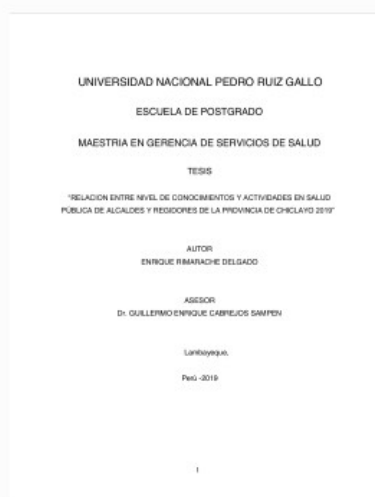 UNIVERSIDAD NACIONAL PEDRO RUIZ GALLO
ESCUELA DE POSTGRADO
MAESTRIA EN GERENCIA DE SERVICIOS DE SALUD
TESIS
"RELACION ENTRE NIVEL DE CONOCIMIENTOS Y ACTIVIDADES EN SALUD
PÚBLICA DE ALCALDES Y REGIDORES DE LA PROVINCIA DE CHICLAYO 2019"
AUTOR
ENRIQUE RIMARACHE DELGADO
ASESOR
Dr. GUILLERMO ENRIQUE CABREJOS SAMPEN
Lambayeque,
Perú -2019
1